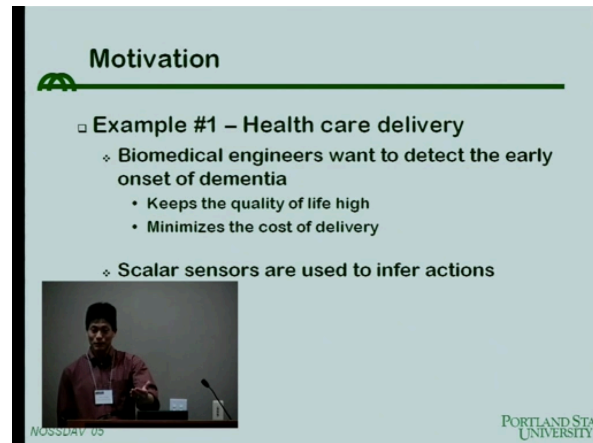 Motivation
Example #1 – Health care delivery
Biomedical engineers want to detect the early
onset of dementia
Keeps the quality of life high
Minimizes the cost of delivery
Scalar sensors are used to infer actions
NOSSDAV 05
PORTLAND STA
UNIVERSITY